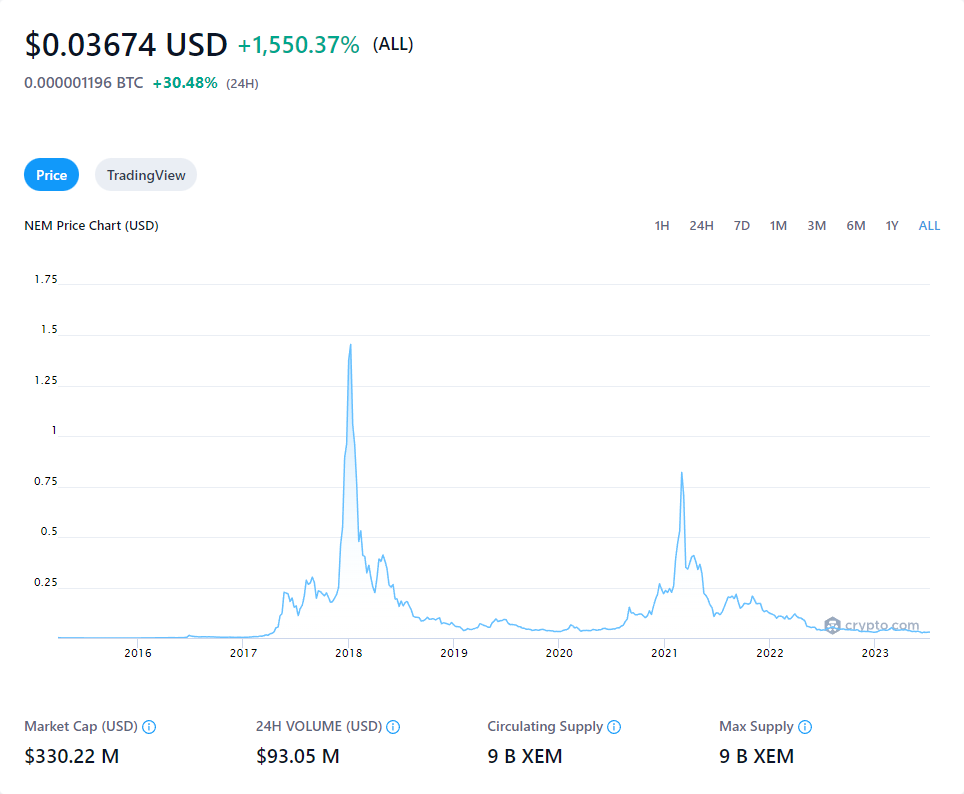 $0.03674 USD +1,550.37% (ALL)
0.000001196 BTC +30.48% (24H)
Price TradingView
NEM Price Chart (USD) 1H 24H 7D 1M 3M 6M 1Y ALL
1.75
1.5
1.25
1
0.75
0.5
0.25
crypto.com
2016 2017 2018 2019 2020 2021 2022 2023
Market Cap (USD) 24H VOLUME (USD) Circulating Supply Max Supply
$330.22 M $93.05 M 9 B XEM 9 B XEM